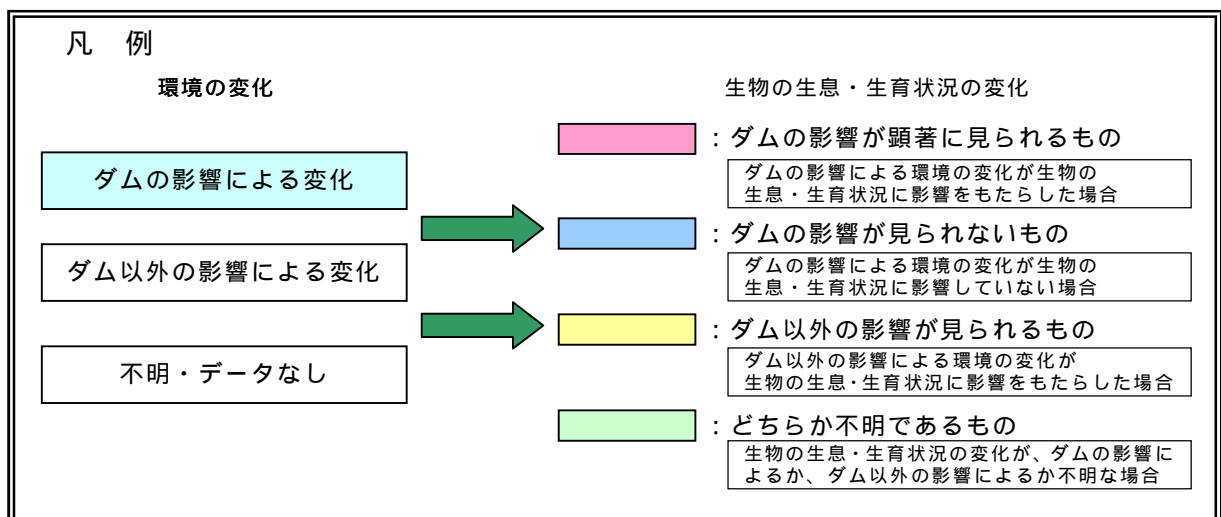 凡 例
環境の変化
ダムの影響による変化
ダム以外の影響による変化
不明・データなし
生物の生息・生育状況の変化
：ダムの影響が顕著に見られるもの
ダムの影響による環境の変化が生物の
生息・生育状況に影響をもたらした場合
：ダムの影響が見られないもの
ダムの影響による環境の変化が生物の
生息・生育状況に影響していない場合
：ダム以外の影響が見られるもの
ダム以外の影響による環境の変化が
生物の生息・生育状況に影響をもたらした場合
：どちらか不明であるもの
生物の生息・生育状況の変化が、ダムの影響に
よるか、ダム以外の影響によるか不明な場合